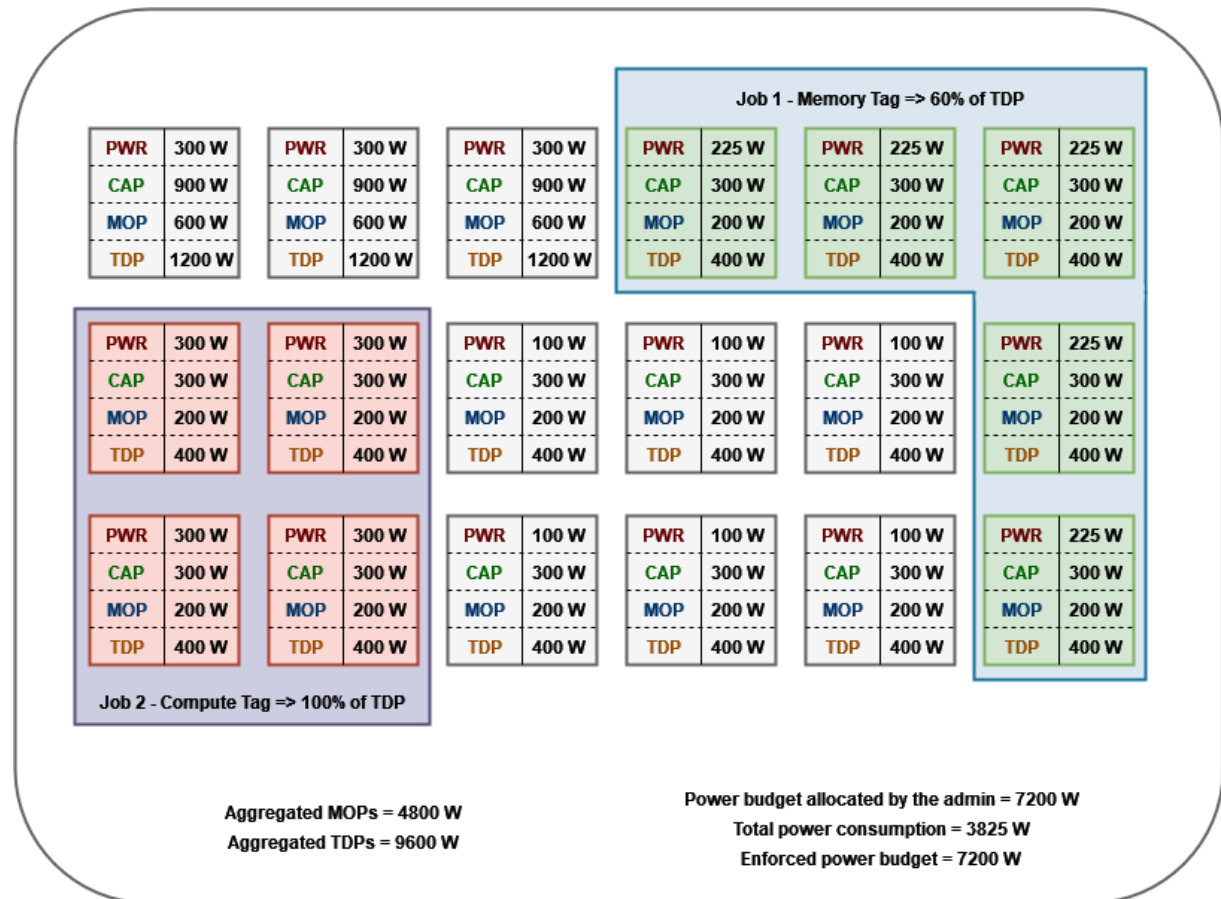 Job 1 - Memory Tag => 60% of TDP
PWR 300 W PWR 300 W PWR 300 W PWR 225 W PWR 225 W PWR 225 W
CAP 900 W CAP 900 W CAP 900 W CAP 300 W CAP 300 W CAP 300 W
MOP 600 W MOP 600 W MOP 600 W MOP 200 W MOP 200 W MOP 200 W
TDP 1200 W TDP 1200 W TDP 1200 W TDP 400 W TDP 400 W TDP 400 W
PWR 300 W PWR 300 W PWR 100 W PWR 100 W PWR 100 W PWR 225 W
CAP 300 W CAP 300 W CAP 300 W CAP 300 W CAP 300 W CAP 300 W
MOP 200 W MOP 200 W MOP 200 W MOP 200 W MOP 200 W MOP 200 W
TDP 400 W TDP 400 W TDP 400 W TDP 400 W TDP 400 W TDP 400 W
PWR 300 W PWR 300 W PWR 100 W PWR 100 W PWR 100 W PWR 225 W
CAP 300 W CAP 300 W CAP 300 W CAP 300 W CAP 300 W CAP 300 W
MOP 200 W MOP 200 W MOP 200 W MOP 200 W MOP 200 W MOP 200 W
TDP 400 W TDP 400 W TDP 400 W TDP 400 W TDP 400 W TDP 400 W
Job 2 - Compute Tag => 100% of TDP
Aggregated MOPs = 4800 W
Aggregated TDPs = 9600 W
Power budget allocated by the admin = 7200 W
Total power consumption = 3825 W
Enforced power budget = 7200 W